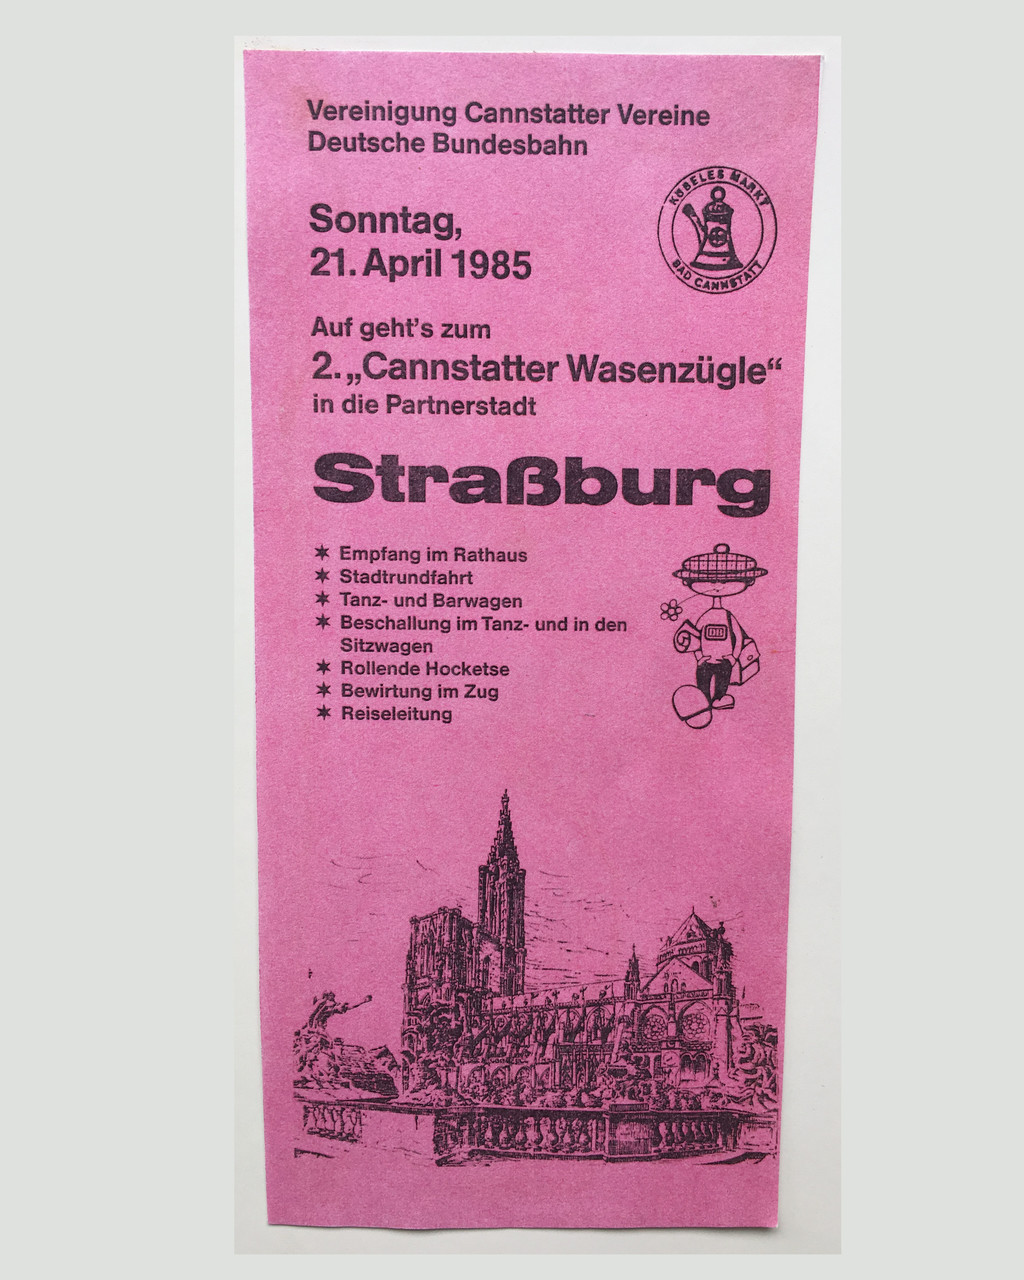 Vereinigung Cannstatter Vereine
Deutsche Bundesbahn
KÜBELES MARKT
BAD CANNSTATT
Sonntag,
21. April 1985
Auf geht's zum
2. „Cannstatter Wasenzügle“
in die Partnerstadt
Straßburg
✶ Empfang im Rathaus
✶ Stadtrundfahrt
✶ Tanz- und Barwagen
✶ Beschallung im Tanz- und in den
Sitzwagen
✶ Rollende Hocketse
✶ Bewirtung im Zug
✶ Reiseleitung
DB